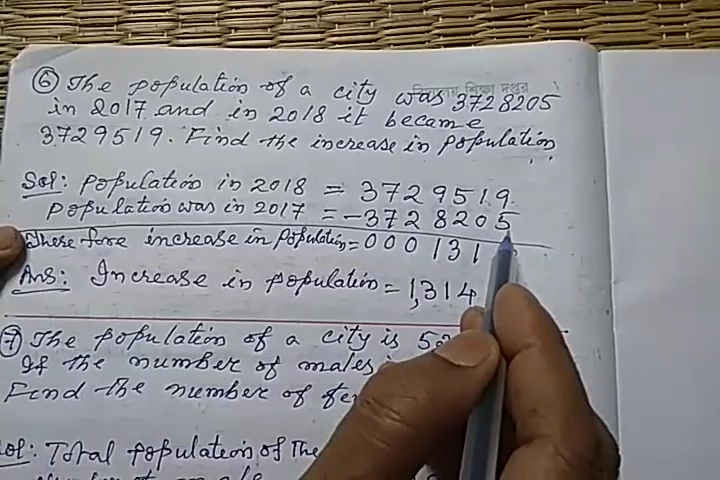 ⑥ The population of a city was 3728205
in 2017 and in 2018 it became
3729519. Find the increase in population
Sol: population in 2018 = 3729519
population was in 2017 = -3728205
There fore increase in population = 000131
Ans: Increase in population = 1,314
⑦ The population of a city is
If the number of males
Find the number of
Total population of The